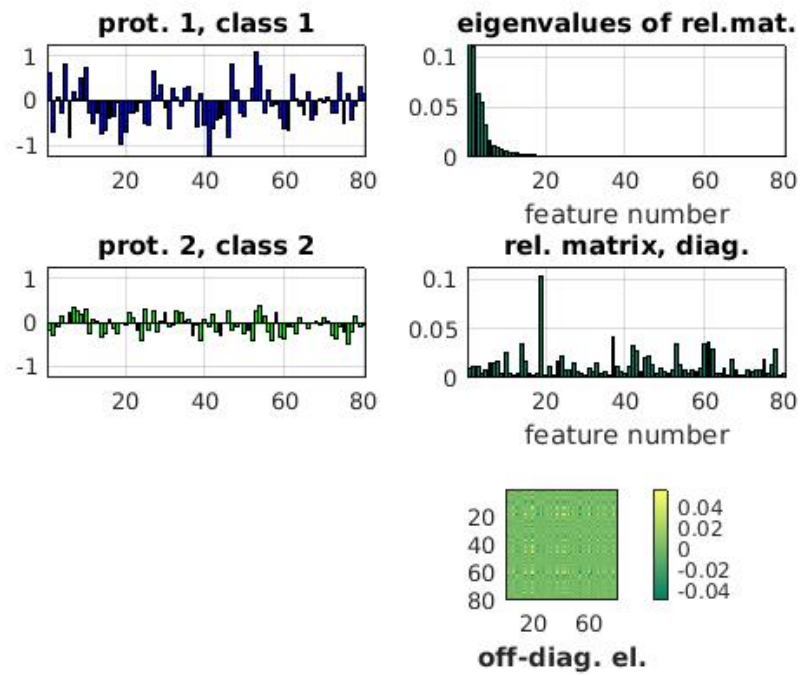 prot. 1, class 1
1
0
-1
20 40 60 80
eigenvalues of rel.mat.
0.1
0.05
0
20 40 60 80
feature number
prot. 2, class 2
1
0
-1
20 40 60 80
rel. matrix, diag.
0.1
0.05
0
20 40 60 80
feature number
20
40
60
80
20 60
off-diag. el.
0.04
0.02
0
-0.02
-0.04